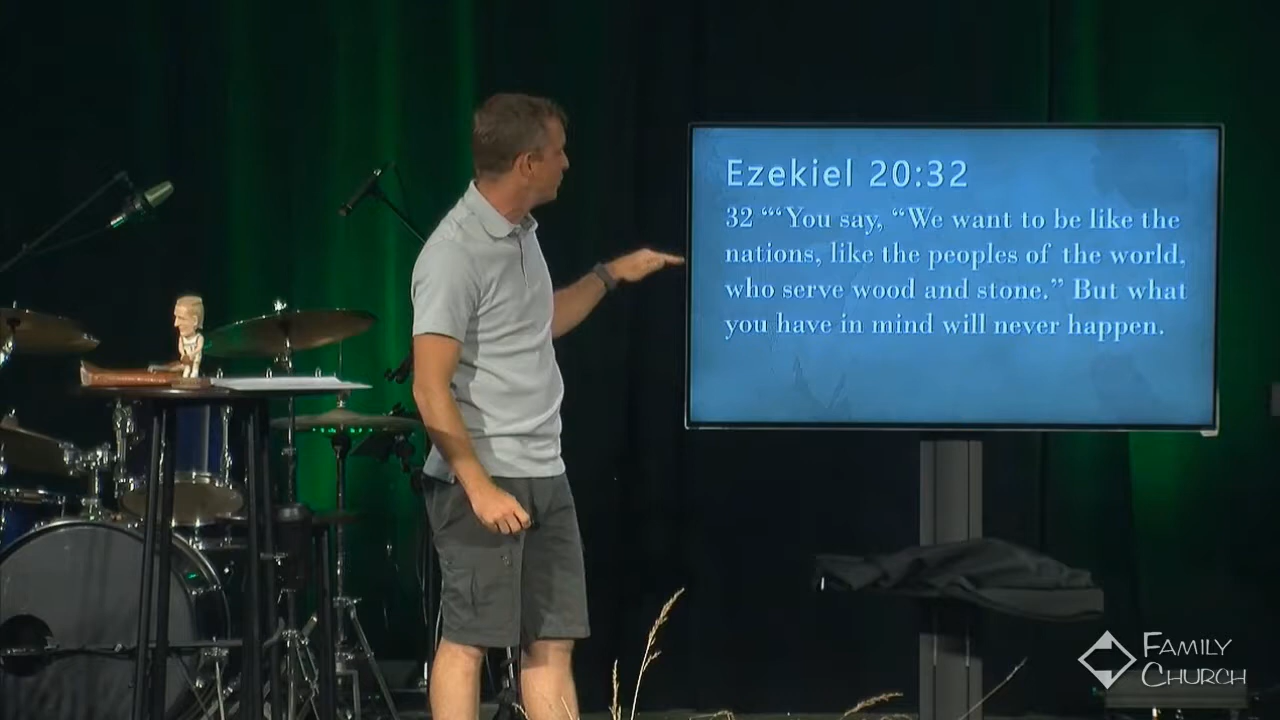 Ezekiel 20:32
32 “‘“You say, “We want to be like the
nations, like the peoples of the world,
who serve wood and stone.” But what
you have in mind will never happen.
Family
Church